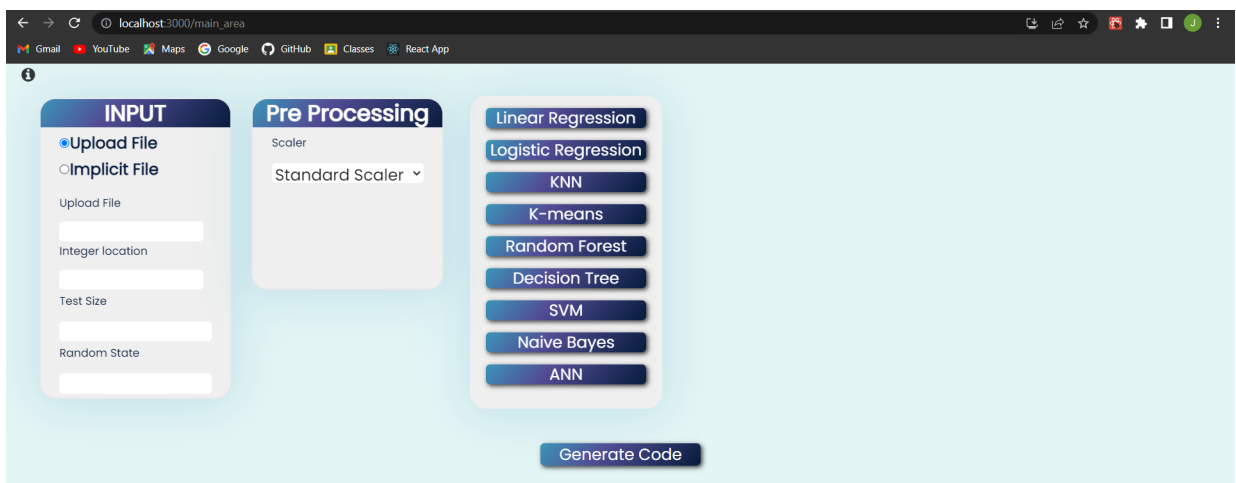 localhost:3000/main_area
J
Gmail YouTube Maps Google GitHub Classes React App
INPUT
Upload File
Implicit File
Upload File
Integer location
Test Size
Random State
Pre Processing
Scaler
Standard Scaler
Linear Regression
Logistic Regression
KNN
K-means
Random Forest
Decision Tree
SVM
Naive Bayes
ANN
Generate Code